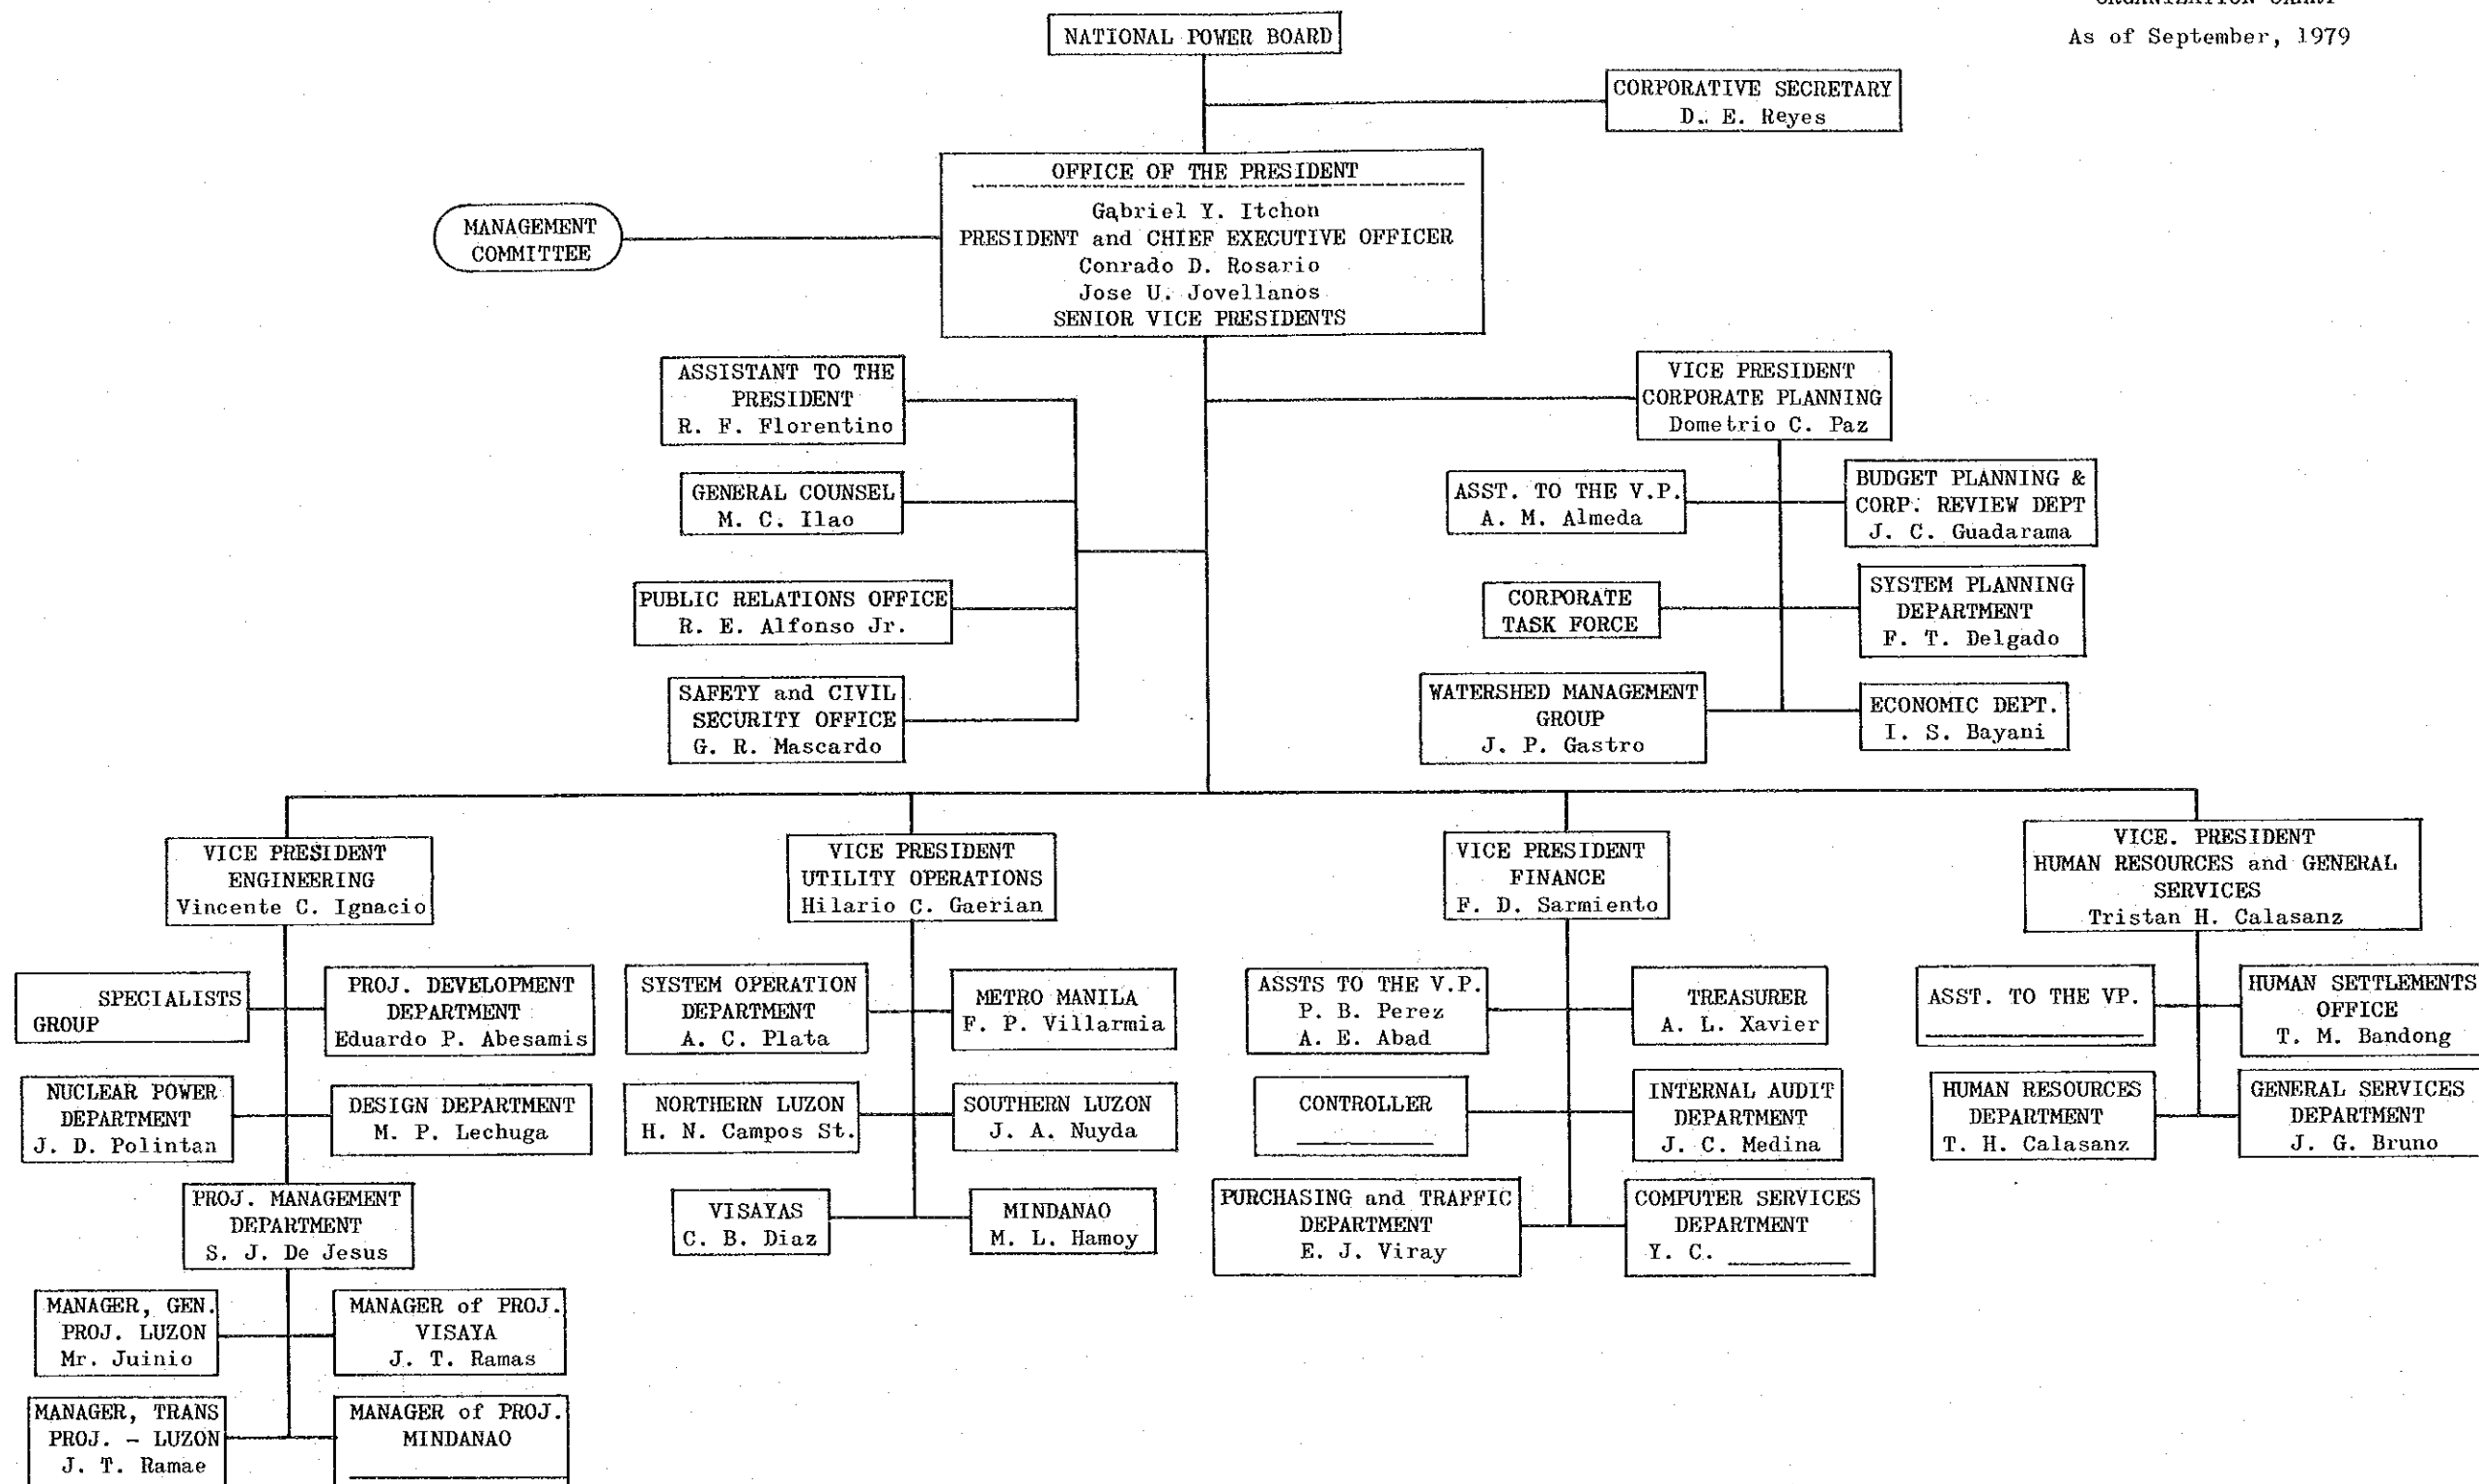 ORGANIZATION CHART
As of September, 1979
NATIONAL POWER BOARD
CORPORATIVE SECRETARY
D. E. Reyes
OFFICE OF THE PRESIDENT
Gabriel Y. Itchon
PRESIDENT and CHIEF EXECUTIVE OFFICER
Conrado D. Rosario
Jose U. Jovellanos
SENIOR VICE PRESIDENTS
MANAGEMENT
COMMITTEE
ASSISTANT TO THE
PRESIDENT
R. F. Florentino
GENERAL COUNSEL
M. C. Ilao
PUBLIC RELATIONS OFFICE
R. E. Alfonso Jr.
SAFETY and CIVIL
SECURITY OFFICE
G. R. Mascardo
VICE PRESIDENT
CORPORATE PLANNING
Dometrio C. Paz
ASST. TO THE V.P.
A. M. Almeda
BUDGET PLANNING &
CORP. REVIEW DEPT
J. C. Guadarama
CORPORATE
TASK FORCE
SYSTEM PLANNING
DEPARTMENT
F. T. Delgado
WATERSHED MANAGEMENT
GROUP
J. P. Gastro
ECONOMIC DEPT.
I. S. Bayani
VICE PRESIDENT
ENGINEERING
Vincente C. Ignacio
SPECIALISTS
GROUP
PROJ. DEVELOPMENT
DEPARTMENT
Eduardo P. Abesamis
NUCLEAR POWER
DEPARTMENT
J. D. Polintan
DESIGN DEPARTMENT
M. P. Lechuga
PROJ. MANAGEMENT
DEPARTMENT
S. J. De Jesus
MANAGER, GEN.
PROJ. LUZON
Mr. Juinio
MANAGER of PROJ.
VISAYA
J. T. Ramas
MANAGER, TRANS
PROJ. - LUZON
J. T. Ramae
MANAGER of PROJ.
MINDANAO
VICE PRESIDENT
UTILITY OPERATIONS
Hilario C. Gaerian
SYSTEM OPERATION
DEPARTMENT
A. C. Plata
METRO MANILA
F. P. Villarmia
NORTHERN LUZON
H. N. Campos St.
SOUTHERN LUZON
J. A. Nuyda
VISAYAS
C. B. Diaz
MINDANAO
M. L. Hamoy
VICE PRESIDENT
FINANCE
F. D. Sarmiento
ASSTS TO THE V.P.
P. B. Perez
A. E. Abad
TREASURER
A. L. Xavier
CONTROLLER
INTERNAL AUDIT
DEPARTMENT
J. C. Medina
PURCHASING and TRAFFIC
DEPARTMENT
E. J. Viray
COMPUTER SERVICES
DEPARTMENT
Y. C.
VICE. PRESIDENT
HUMAN RESOURCES and GENERAL
SERVICES
Tristan H. Calasanz
ASST. TO THE VP.
HUMAN SETTLEMENTS
OFFICE
T. M. Bandong
HUMAN RESOURCES
DEPARTMENT
T. H. Calasanz
GENERAL SERVICES
DEPARTMENT
J. G. Bruno